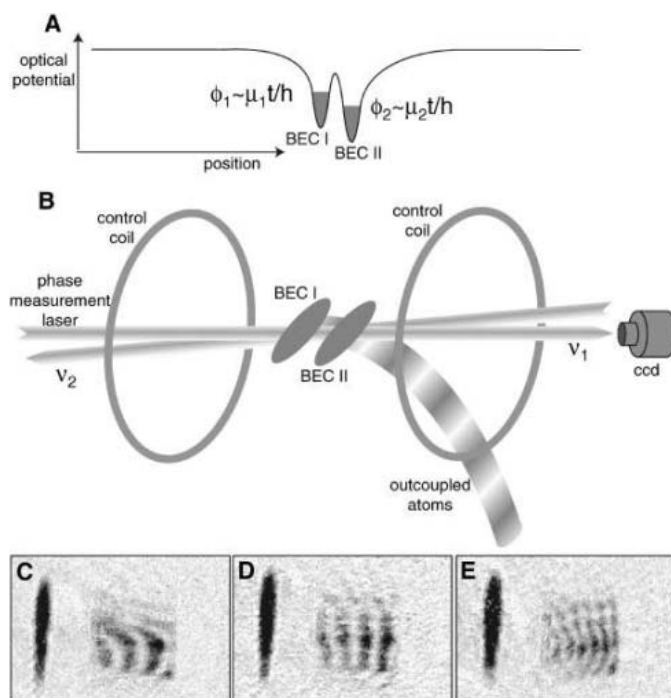 A
optical
potential
ϕ₁~μ₁t/h
ϕ₂~μ₂t/h
BEC I
BEC II
position
B
control
coil
control
coil
phase
measurement
laser
BEC I
BEC II
ν₂
ν₁
ccd
outcoupled
atoms
C
D
E